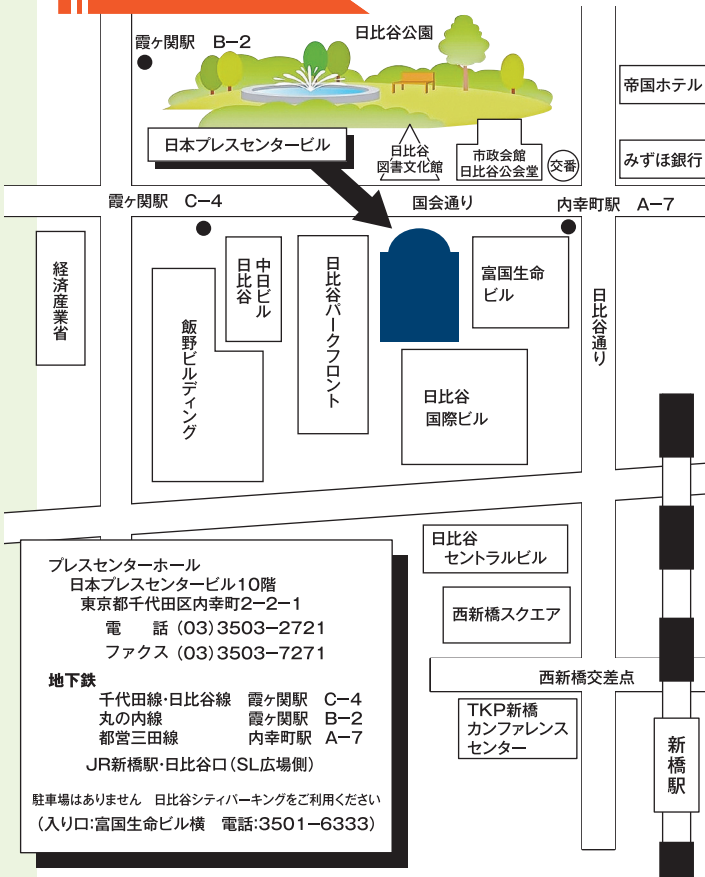 霞ヶ関駅 B-2
日比谷公園
帝国ホテル
日本プレスセンタービル
日比谷
図書文化館
市政会館
日比谷公会堂
交番
みずほ銀行
霞ヶ関駅 C-4
国会通り
内幸町駅 A-7
経済産業省
飯野ビルディング
日比谷
中日ビル
日比谷パークフロント
富国生命
ビル
日比谷通り
日比谷
国際ビル
日比谷
セントラルビル
西新橋スクエア
西新橋交差点
TKP新橋
カンファレンス
センター
新橋駅
プレスセンターホール
日本プレスセンタービル10階
東京都千代田区内幸町2-2-1
電 話 (03)3503-2721
ファクス (03)3503-7271
地下鉄
千代田線・日比谷線 霞ヶ関駅 C-4
丸の内線 霞ヶ関駅 B-2
都営三田線 内幸町駅 A-7
JR新橋駅・日比谷口(SL広場側)
駐車場はありません 日比谷シティパーキングをご利用ください
(入り口:富国生命ビル横 電話:3501-6333)